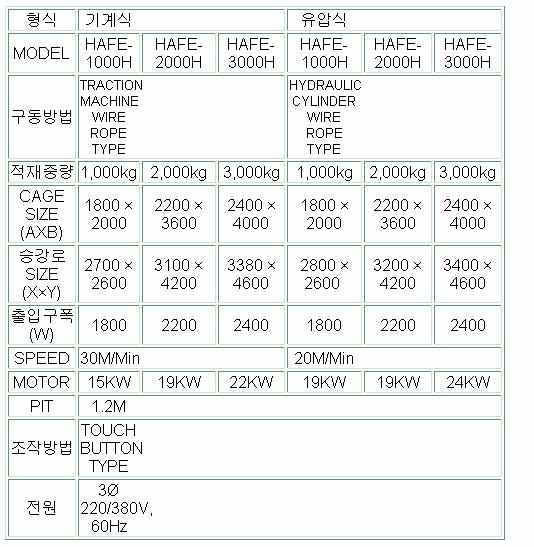 형식 기계식 유압식
MODEL HAFE-1000H HAFE-2000H HAFE-3000H HAFE-1000H HAFE-2000H HAFE-3000H
구동방법 TRACTION MACHINE WIRE ROPE TYPE HYDRAULIC CYLINDER WIRE ROPE TYPE
적재중량 1,000kg 2,000kg 3,000kg 1,000kg 2,000kg 3,000kg
CAGE SIZE (AXB) 1800 × 2000 2200 × 3600 2400 × 4000 1800 × 2000 2200 × 3600 2400 × 4000
승강로 SIZE (X×Y) 2700 × 2600 3100 × 4200 3380 × 4600 2800 × 2600 3200 × 4200 3400 × 4600
출입구폭 (W) 1800 2200 2400 1800 2200 2400
SPEED 30M/Min 20M/Min
MOTOR 15KW 19KW 22KW 19KW 19KW 24KW
PIT 1.2M
조작방법 TOUCH BUTTON TYPE
전원 3Ø 220/380V, 60Hz